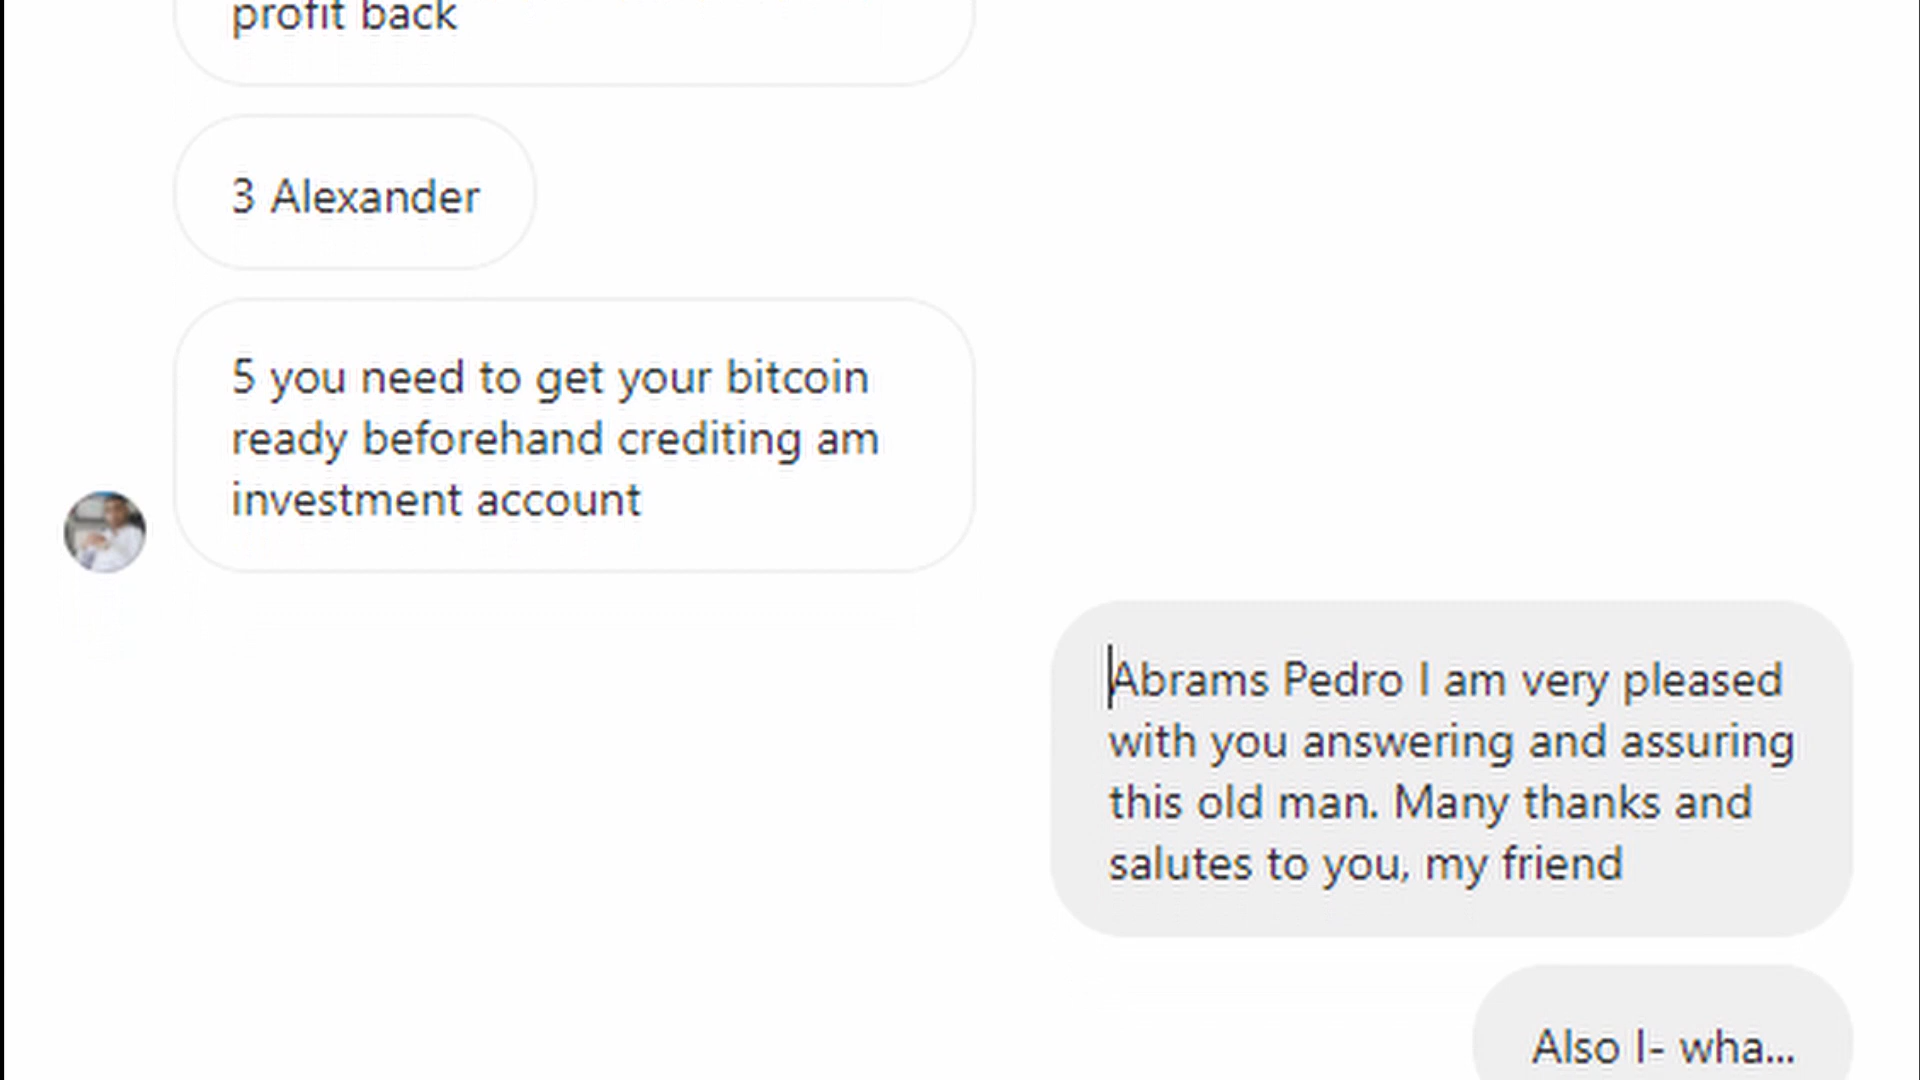 profit back
3 Alexander
5 you need to get your bitcoin
ready beforehand crediting am
investment account
Abrams Pedro I am very pleased
with you answering and assuring
this old man. Many thanks and
salutes to you, my friend
Also I- wha...